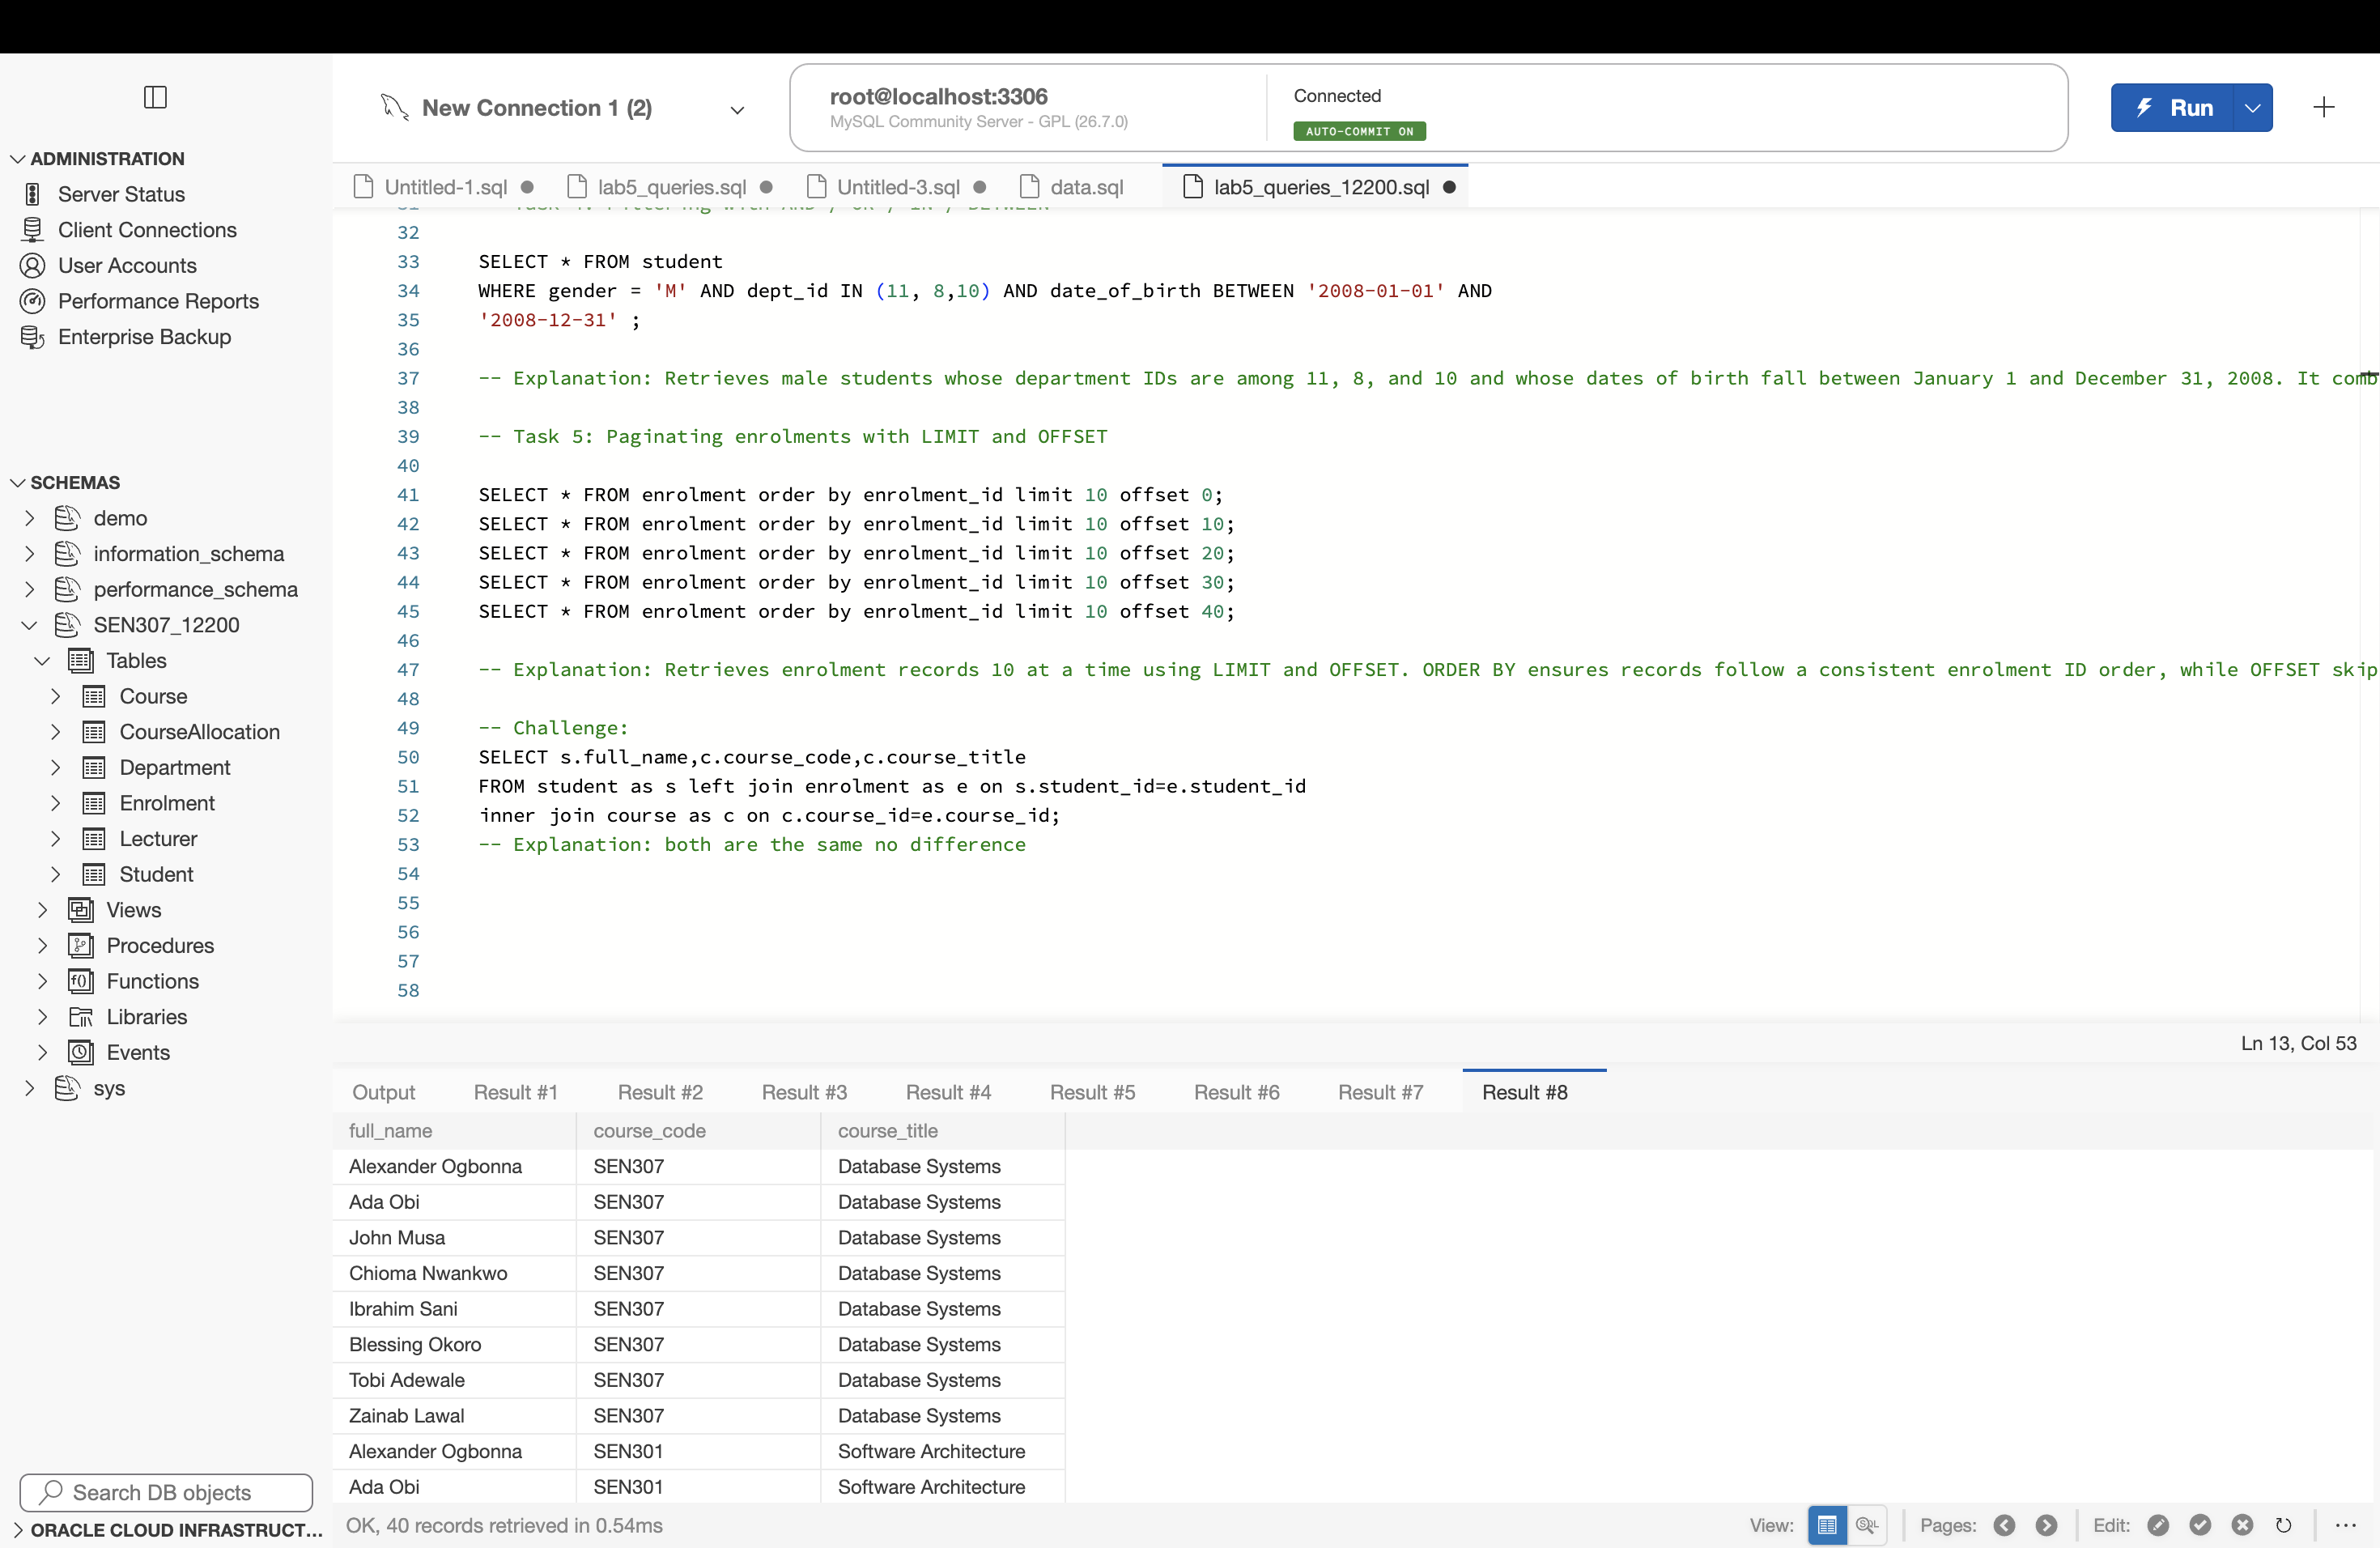 New Connection 1 (2)
root@localhost:3306
MySQL Community Server - GPL (26.7.0)
Connected
AUTO-COMMIT ON
Run
ADMINISTRATION
Server Status
Client Connections
User Accounts
Performance Reports
Enterprise Backup
SCHEMAS
demo
information_schema
performance_schema
SEN307_12200
Tables
Course
CourseAllocation
Department
Enrolment
Lecturer
Student
Views
Procedures
Functions
Libraries
Events
sys
Search DB objects
ORACLE CLOUD INFRASTRUCT...
Untitled-1.sql
lab5_queries.sql
Untitled-3.sql
data.sql
lab5_queries_12200.sql
32
33 SELECT * FROM student
34 WHERE gender = 'M' AND dept_id IN (11, 8,10) AND date_of_birth BETWEEN '2008-01-01' AND
35 '2008-12-31' ;
36
37 -- Explanation: Retrieves male students whose department IDs are among 11, 8, and 10 and whose dates of birth fall between January 1 and December 31, 2008. It comb
38
39 -- Task 5: Paginating enrolments with LIMIT and OFFSET
40
41 SELECT * FROM enrolment order by enrolment_id limit 10 offset 0;
42 SELECT * FROM enrolment order by enrolment_id limit 10 offset 10;
43 SELECT * FROM enrolment order by enrolment_id limit 10 offset 20;
44 SELECT * FROM enrolment order by enrolment_id limit 10 offset 30;
45 SELECT * FROM enrolment order by enrolment_id limit 10 offset 40;
46
47 -- Explanation: Retrieves enrolment records 10 at a time using LIMIT and OFFSET. ORDER BY ensures records follow a consistent enrolment ID order, while OFFSET skip
48
49 -- Challenge:
50 SELECT s.full_name,c.course_code,c.course_title
51 FROM student as s left join enrolment as e on s.student_id=e.student_id
52 inner join course as c on c.course_id=e.course_id;
53 -- Explanation: both are the same no difference
54
55
56
57
58
Ln 13, Col 53
Output Result #1 Result #2 Result #3 Result #4 Result #5 Result #6 Result #7 Result #8
full_name course_code course_title
Alexander Ogbonna SEN307 Database Systems
Ada Obi SEN307 Database Systems
John Musa SEN307 Database Systems
Chioma Nwankwo SEN307 Database Systems
Ibrahim Sani SEN307 Database Systems
Blessing Okoro SEN307 Database Systems
Tobi Adewale SEN307 Database Systems
Zainab Lawal SEN307 Database Systems
Alexander Ogbonna SEN301 Software Architecture
Ada Obi SEN301 Software Architecture
OK, 40 records retrieved in 0.54ms
View:
Pages:
Edit: